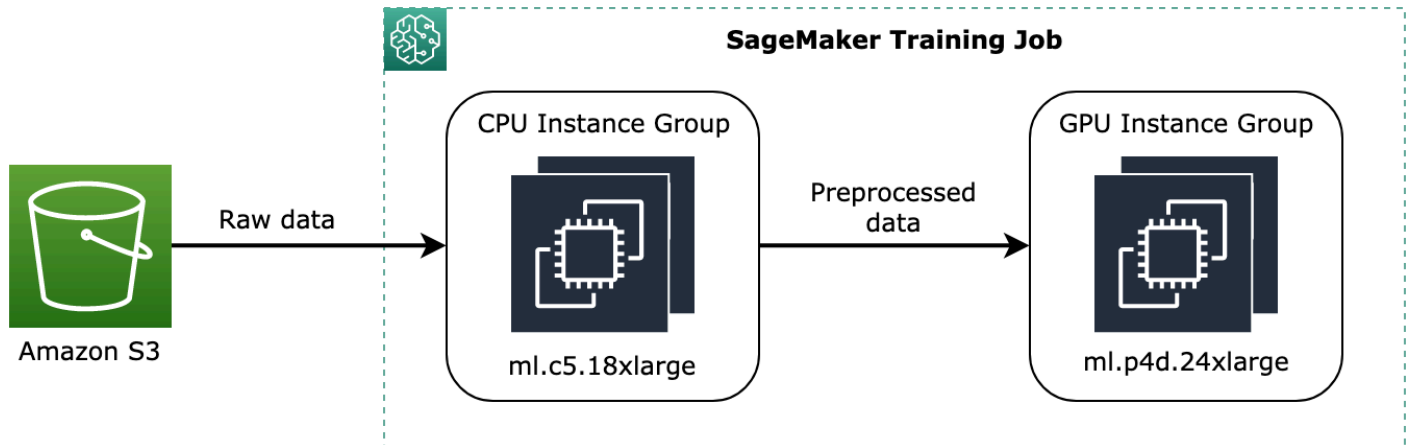 SageMaker Training Job
CPU Instance Group
GPU Instance Group
Raw data
Preprocessed
data
Amazon S3
ml.c5.18xlarge
ml.p4d.24xlarge